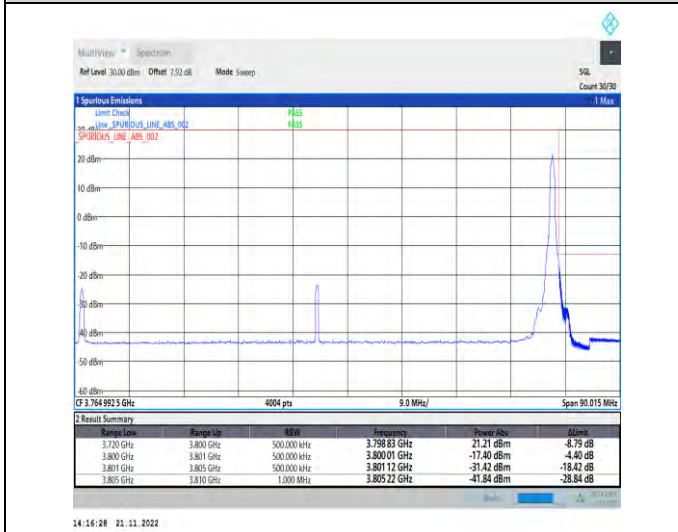 MultiView Spectrum
Ref Level 30.00 dBm Offset 7.92 dB Mode Sweep SGL
Count 30/30
1 Spurious Emissions 1 Max
Limit Check PASS
Line _SPURIOUS_LINE_ABS_002 PASS
_SPURIOUS_LINE_ABS_002
20 dBm
10 dBm
0 dBm
-10 dBm
-20 dBm
-30 dBm
-40 dBm
-50 dBm
-60 dBm
CF 3.764 992 5 GHz 4004 pts 9.0 MHz/ Span 90.015 MHz
2 Result Summary
Range Low Range Up RBW Frequency Power Abs ΔLimit
3.720 GHz 3.800 GHz 500.000 kHz 3.798 83 GHz 21.21 dBm -8.79 dB
3.800 GHz 3.801 GHz 500.000 kHz 3.800 01 GHz -17.40 dBm -4.40 dB
3.801 GHz 3.805 GHz 500.000 kHz 3.801 12 GHz -31.42 dBm -18.42 dB
3.805 GHz 3.810 GHz 1.000 MHz 3.805 22 GHz -41.84 dBm -28.84 dB
14:16:28 21.11.2022